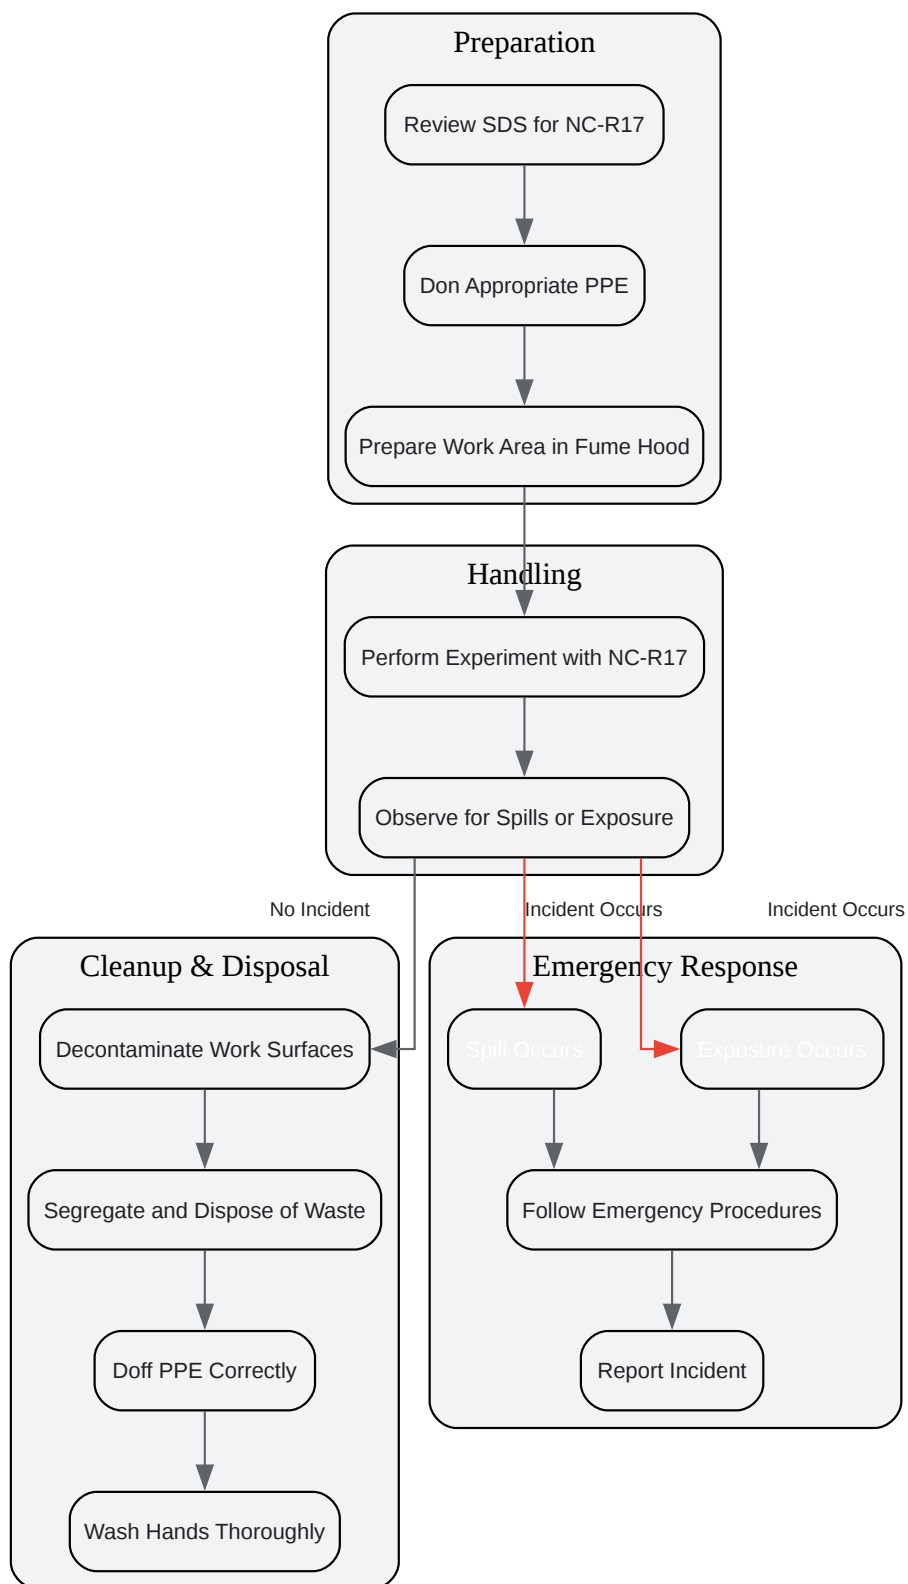 Preparation
Review SDS for NC-R17
Don Appropriate PPE
Prepare Work Area in Fume Hood
Handling
Perform Experiment with NC-R17
Observe for Spills or Exposure
No Incident
Incident Occurs
Incident Occurs
Cleanup & Disposal
Decontaminate Work Surfaces
Segregate and Dispose of Waste
Doff PPE Correctly
Wash Hands Thoroughly
Emergency Response
Spill Occurs
Exposure Occurs
Follow Emergency Procedures
Report Incident